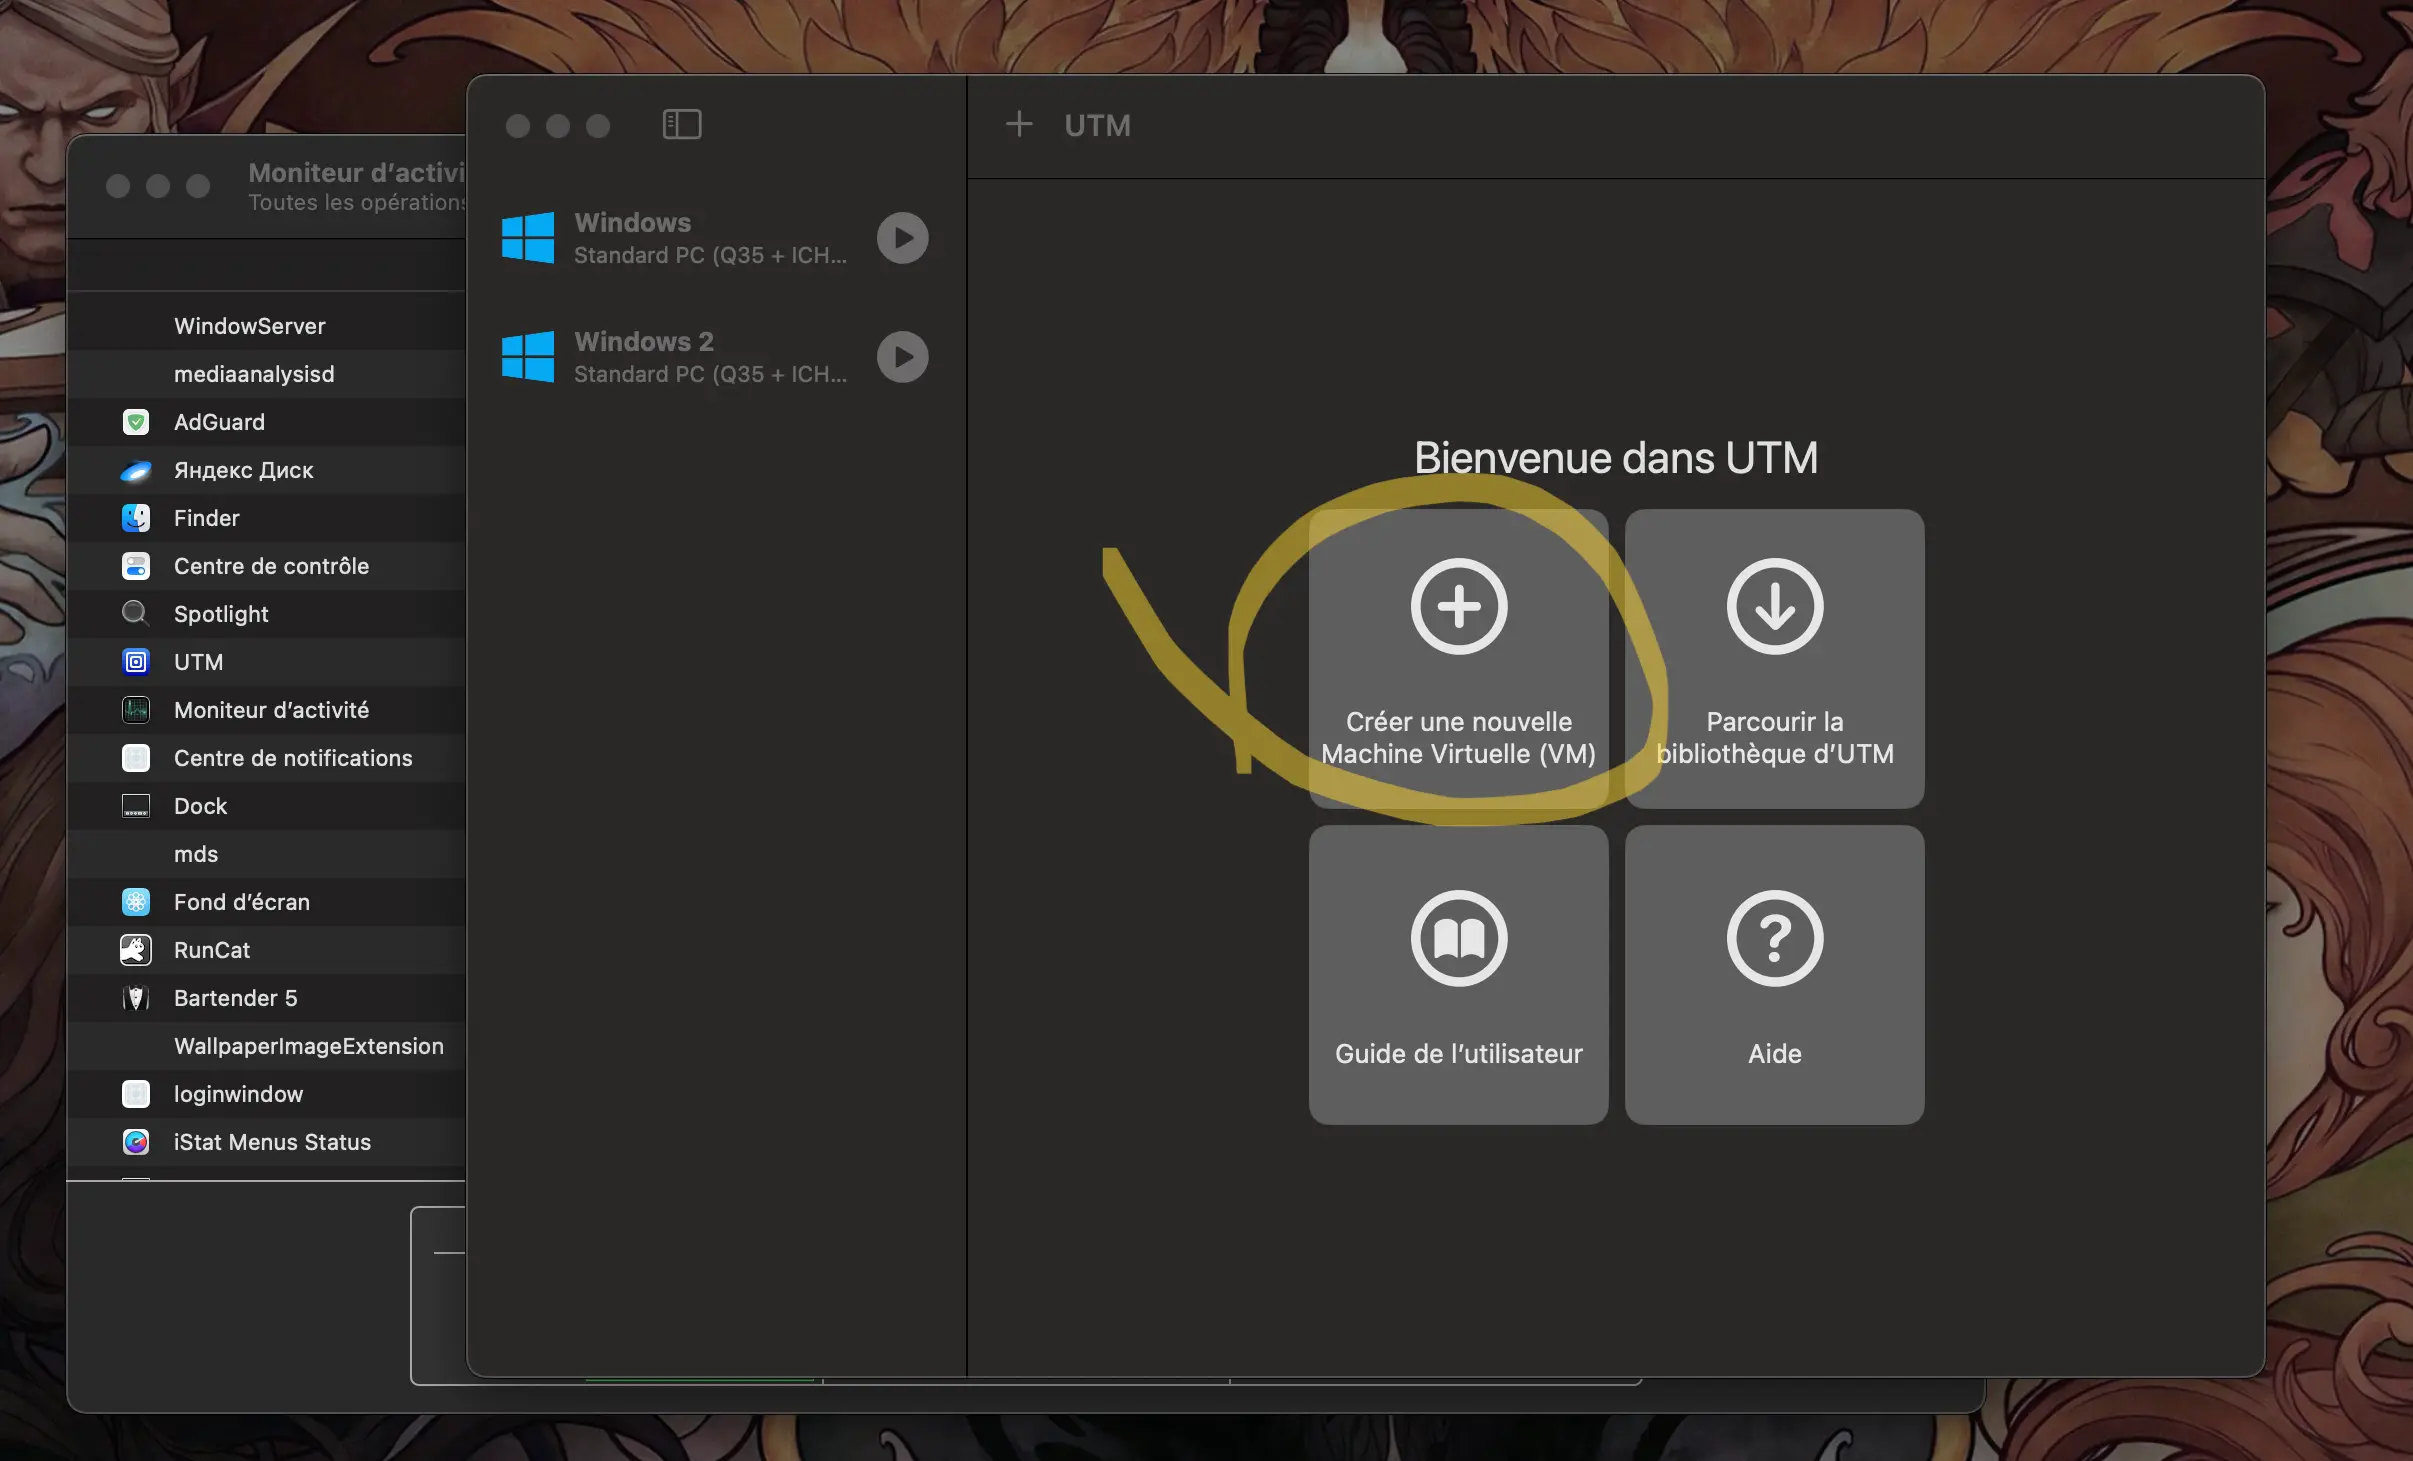 Moniteur d'activi
Toutes les opérations
WindowServer
mediaanalysisd
AdGuard
Яндекс Диск
Finder
Centre de contrôle
Spotlight
UTM
Moniteur d'activité
Centre de notifications
Dock
mds
Fond d'écran
RunCat
Bartender 5
WallpaperImageExtension
loginwindow
iStat Menus Status
Windows
Standard PC (Q35 + ICH...
Windows 2
Standard PC (Q35 + ICH...
UTM
Bienvenue dans UTM
Créer une nouvelle
Machine Virtuelle (VM)
Parcourir la
bibliothèque d'UTM
Guide de l'utilisateur
Aide